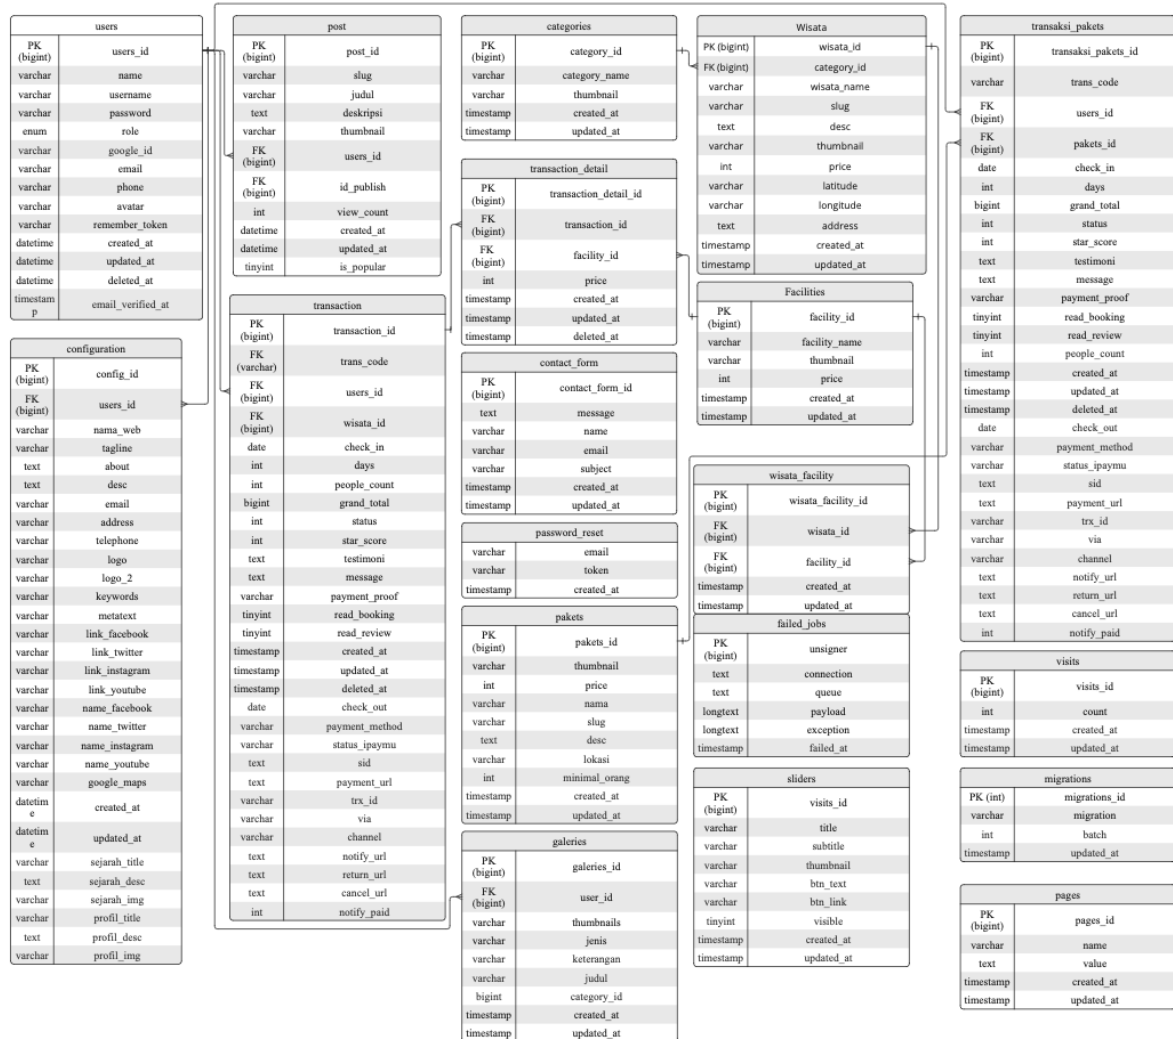 users
PK (bigint) users_id
varchar name
varchar username
varchar password
enum role
varchar google_id
varchar email
varchar phone
varchar avatar
varchar remember_token
datetime created_at
datetime updated_at
datetime deleted_at
timestam
p email_verified_at
configuration
PK (bigint) config_id
FK (bigint) users_id
varchar nama_web
varchar tagline
text about
text desc
varchar email
varchar address
varchar telephone
varchar logo
varchar logo_2
varchar keywords
varchar metatext
varchar link_facebook
varchar link_twitter
varchar link_instagram
varchar link_youtube
varchar name_facebook
varchar name_twitter
varchar name_instagram
varchar name_youtube
varchar google_maps
datetim
e created_at
datetim
e updated_at
varchar sejarah_title
text sejarah_desc
varchar sejarah_img
varchar profil_title
text profil_desc
varchar profil_img
post
PK (bigint) post_id
varchar slug
varchar judul
text deskripsi
varchar thumbnail
FK (bigint) users_id
FK (bigint) id_publish
int view_count
datetime created_at
datetime updated_at
tinyint is_popular
transaction
PK (bigint) transaction_id
FK (varchar) trans_code
FK (bigint) users_id
FK (bigint) wisata_id
date check_in
int days
int people_count
bigint grand_total
int status
int star_score
text testimoni
text message
varchar payment_proof
tinyint read_booking
tinyint read_review
timestamp created_at
timestamp updated_at
timestamp deleted_at
date check_out
varchar payment_method
varchar status_ipaymu
text sid
text payment_url
varchar trx_id
varchar via
varchar channel
text notify_url
text return_url
text cancel_url
int notify_paid
categories
PK (bigint) category_id
varchar category_name
varchar thumbnail
timestamp created_at
timestamp updated_at
transaction_detail
PK (bigint) transaction_detail_id
FK (bigint) transaction_id
FK (bigint) facility_id
int price
timestamp created_at
timestamp updated_at
timestamp deleted_at
contact_form
PK (bigint) contact_form_id
text message
varchar name
varchar email
varchar subject
timestamp created_at
timestamp updated_at
password_reset
varchar email
varchar token
timestamp created_at
pakets
PK (bigint) pakets_id
varchar thumbnail
int price
varchar nama
varchar slug
text desc
varchar lokasi
int minimal_orang
timestamp created_at
timestamp updated_at
galeries
PK (bigint) galeries_id
FK (bigint) user_id
varchar thumbnails
varchar jenis
varchar keterangan
varchar judul
bigint category_id
timestamp created_at
timestamp updated_at
Wisata
PK (bigint) wisata_id
FK (bigint) category_id
varchar wisata_name
varchar slug
text desc
varchar thumbnail
int price
varchar latitude
varchar longitude
text address
timestamp created_at
timestamp updated_at
Facilities
PK (bigint) facility_id
varchar facility_name
varchar thumbnail
int price
timestamp created_at
timestamp updated_at
wisata_facility
PK (bigint) wisata_facility_id
FK (bigint) wisata_id
FK (bigint) facility_id
timestamp created_at
timestamp updated_at
failed_jobs
PK (bigint) unsigner
text connection
text queue
longtext payload
longtext exception
timestamp failed_at
sliders
PK (bigint) visits_id
varchar title
varchar subtitle
varchar thumbnail
varchar btn_text
varchar btn_link
tinyint visible
timestamp created_at
timestamp updated_at
transaksi_pakets
PK (bigint) transaksi_pakets_id
varchar trans_code
FK (bigint) users_id
FK (bigint) pakets_id
date check_in
int days
bigint grand_total
int status
int star_score
text testimoni
text message
varchar payment_proof
tinyint read_booking
tinyint read_review
int people_count
timestamp created_at
timestamp updated_at
timestamp deleted_at
date check_out
varchar payment_method
varchar status_ipaymu
text sid
text payment_url
varchar trx_id
varchar via
varchar channel
text notify_url
text return_url
text cancel_url
int notify_paid
visits
PK (bigint) visits_id
int count
timestamp created_at
timestamp updated_at
migrations
PK (int) migrations_id
varchar migration
int batch
timestamp updated_at
pages
PK (bigint) pages_id
varchar name
text value
timestamp created_at
timestamp updated_at